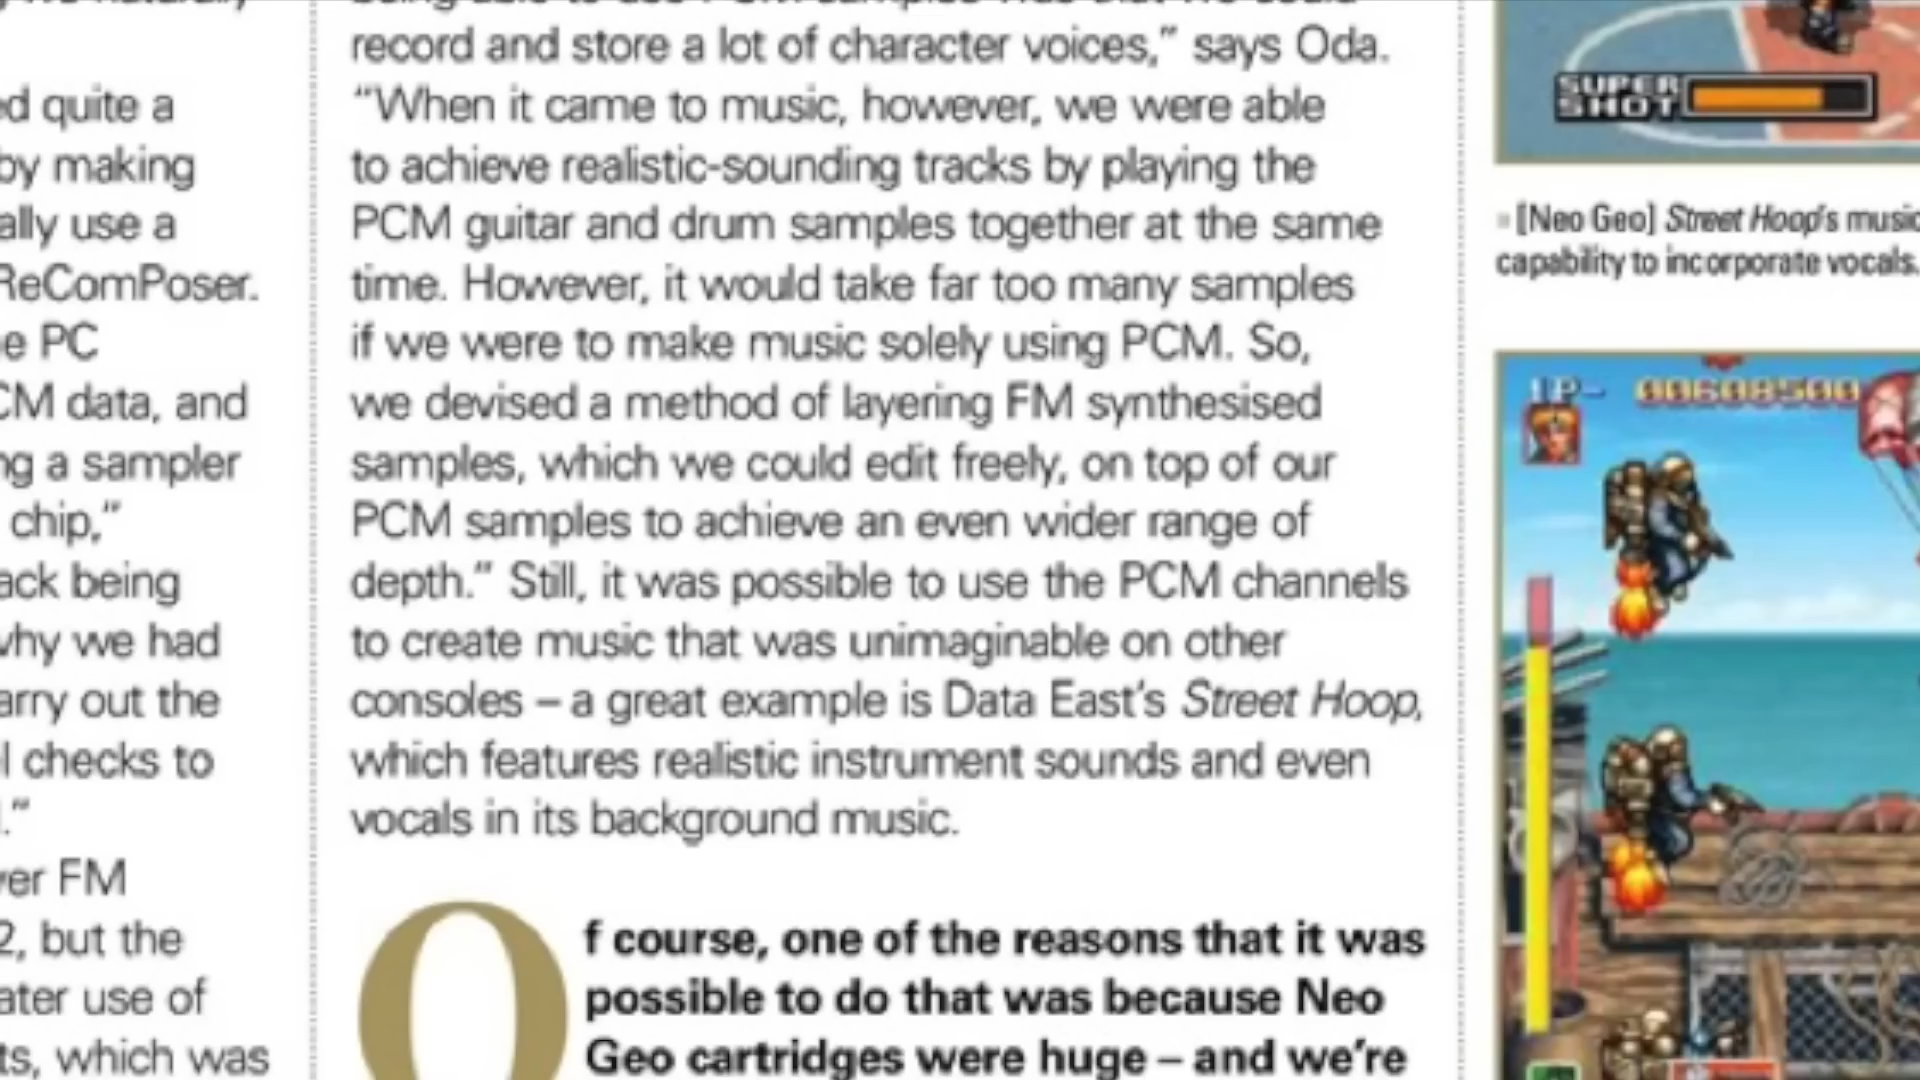 ed quite a
by making
ally use a
ReComPoser.
e PC
CM data, and
ng a sampler
chip,”
ack being
why we had
arry out the
l checks to
.”
ver FM
2, but the
ater use of
ts, which was
record and store a lot of character voices,” says Oda.
“When it came to music, however, we were able
to achieve realistic-sounding tracks by playing the
PCM guitar and drum samples together at the same
time. However, it would take far too many samples
if we were to make music solely using PCM. So,
we devised a method of layering FM synthesised
samples, which we could edit freely, on top of our
PCM samples to achieve an even wider range of
depth.” Still, it was possible to use the PCM channels
to create music that was unimaginable on other
consoles – a great example is Data East’s Street Hoop,
which features realistic instrument sounds and even
vocals in its background music.
Of course, one of the reasons that it was
possible to do that was because Neo
Geo cartridges were huge – and we’re
SUPER
SHOT
» [Neo Geo] Street Hoop’s music
capability to incorporate vocals.
1P- 00608500